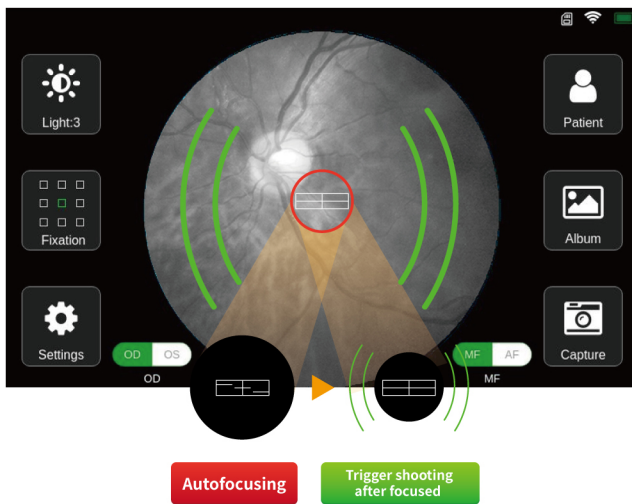 Light:3
Patient
Fixation
Album
Settings
OD OS
OD
MF AF
MF
Capture
Autofocusing
Trigger shooting
after focused